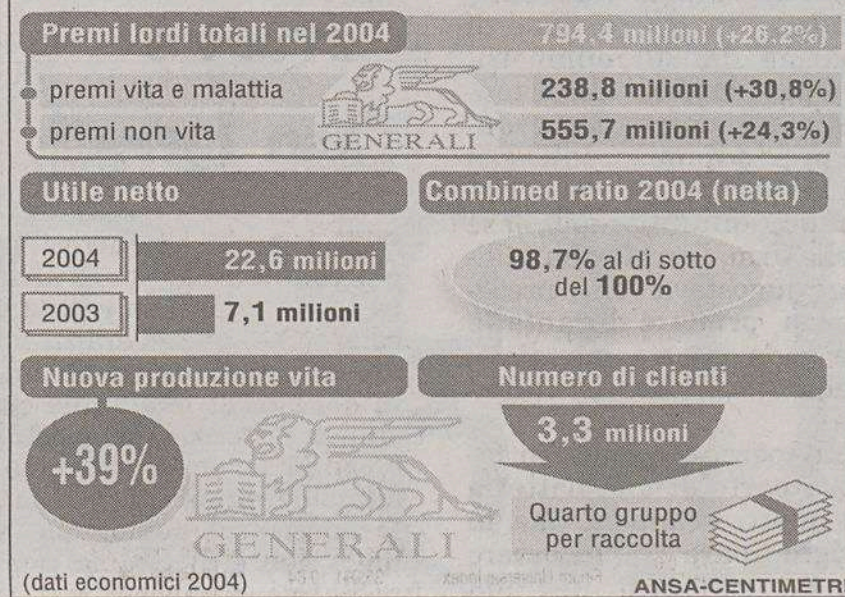 Premi lordi totali nel 2004 794,4 milioni (+26,2%)
premi vita e malattia 238,8 milioni (+30,8%)
premi non vita 555,7 milioni (+24,3%)
GENERALI
Utile netto
2004 22,6 milioni
2003 7,1 milioni
Combined ratio 2004 (netta)
98,7% al di sotto
del 100%
Nuova produzione vita
+39%
GENERALI
Numero di clienti
3,3 milioni
Quarto gruppo
per raccolta
(dati economici 2004)
ANSA-CENTIMETRI